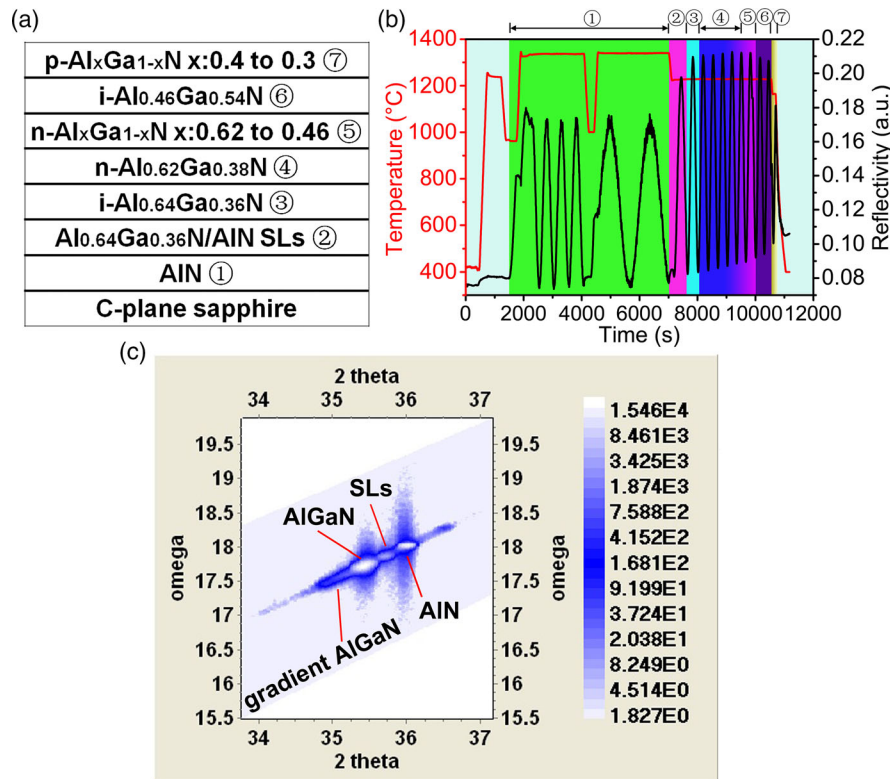 (a)
p-AlxGa1-xN x:0.4 to 0.3 ⑦
i-Al0.46Ga0.54N ⑥
n-AlxGa1-xN x:0.62 to 0.46 ⑤
n-Al0.62Ga0.38N ④
i-Al0.64Ga0.36N ③
Al0.64Ga0.36N/AlN SLs ②
AlN ①
C-plane sapphire
(b)
① ② ③ ④ ⑤ ⑥ ⑦
1400
1200
1000
800
600
400
Temperature (°C)
0.22
0.20
0.18
0.16
0.14
0.12
0.10
0.08
Reflectivity (a.u.)
0 2000 4000 6000 8000 10000 12000
Time (s)
(c)
2 theta
34 35 36 37
19.5
19
18.5
18
17.5
17
16.5
16
15.5
omega
SLs
AlGaN
AlN
gradient AlGaN
19.5
19
18.5
18
17.5
17
16.5
16
15.5
omega
34 35 36 37
2 theta
1.546E4
8.461E3
3.425E3
1.874E3
7.588E2
4.152E2
1.681E2
9.199E1
3.724E1
2.038E1
8.249E0
4.514E0
1.827E0